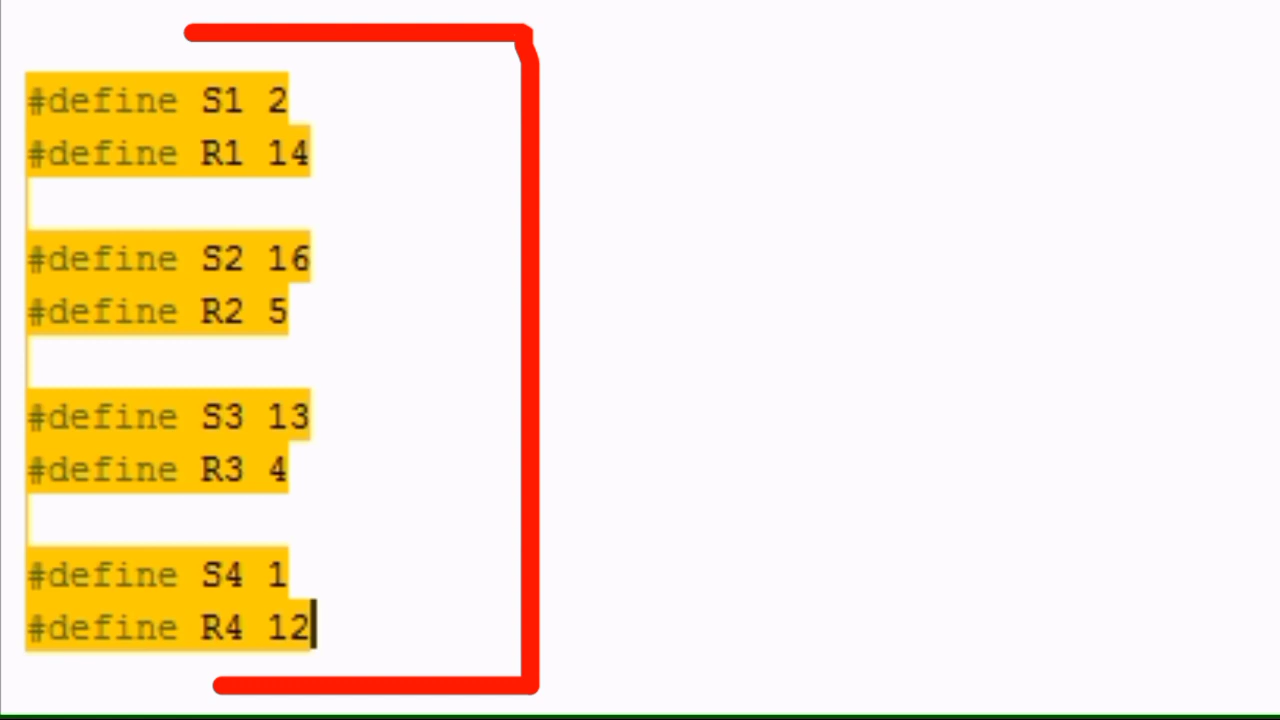 #define S1 2
#define R1 14
#define S2 16
#define R2 5
#define S3 13
#define R3 4
#define S4 1
#define R4 12